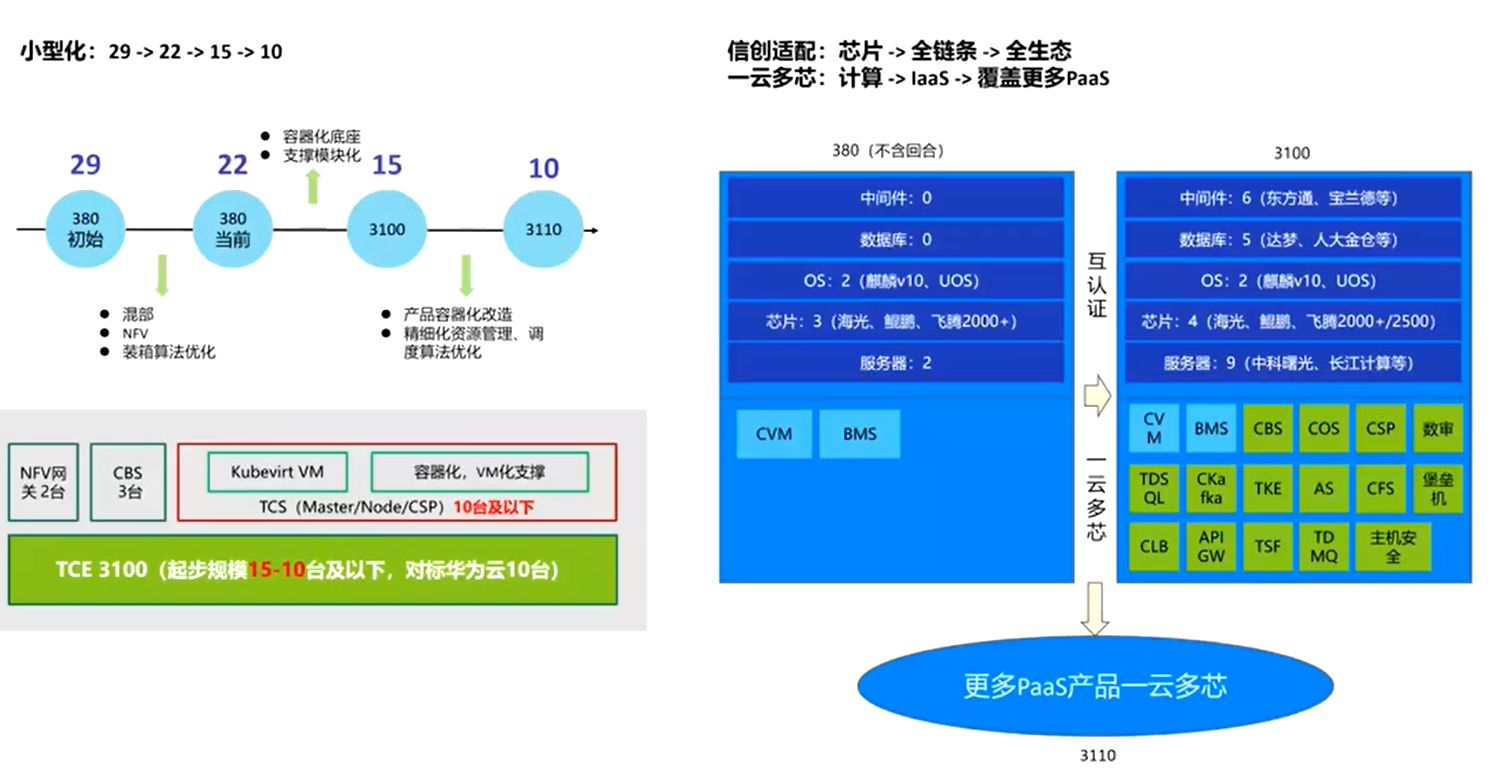 小型化：29 -> 22 -> 15 -> 10
29
22
15
10
● 容器化底座
● 支撑模块化
380
初始
380
当前
3100
3110
● 混部
● NFV
● 装箱算法优化
● 产品容器化改造
● 精细化资源管理、调
度算法优化
NFV网
关 2台
CBS
3台
Kubevirt VM
容器化，VM化支撑
TCS（Master/Node/CSP）10台及以下
TCE 3100（起步规模15-10台及以下，对标华为云10台）
信创适配：芯片 -> 全链条 -> 全生态
一云多芯：计算 -> IaaS -> 覆盖更多PaaS
380（不含回合）
中间件：0
数据库：0
OS：2（麒麟v10、UOS）
芯片：3（海光、鲲鹏、飞腾2000+）
服务器：2
CVM
BMS
互
认
证
一
云
多
芯
3100
中间件：6（东方通、宝兰德等）
数据库：5（达梦、人大金仓等）
OS：2（麒麟v10、UOS）
芯片：4（海光、鲲鹏、飞腾2000+/2500）
服务器：9（中科曙光、长江计算等）
CV
M
BMS
CBS
COS
CSP
数审
TDS
QL
CKa
fka
TKE
AS
CFS
堡垒
机
CLB
API
GW
TSF
TD
MQ
主机安
全
更多PaaS产品一云多芯
3110